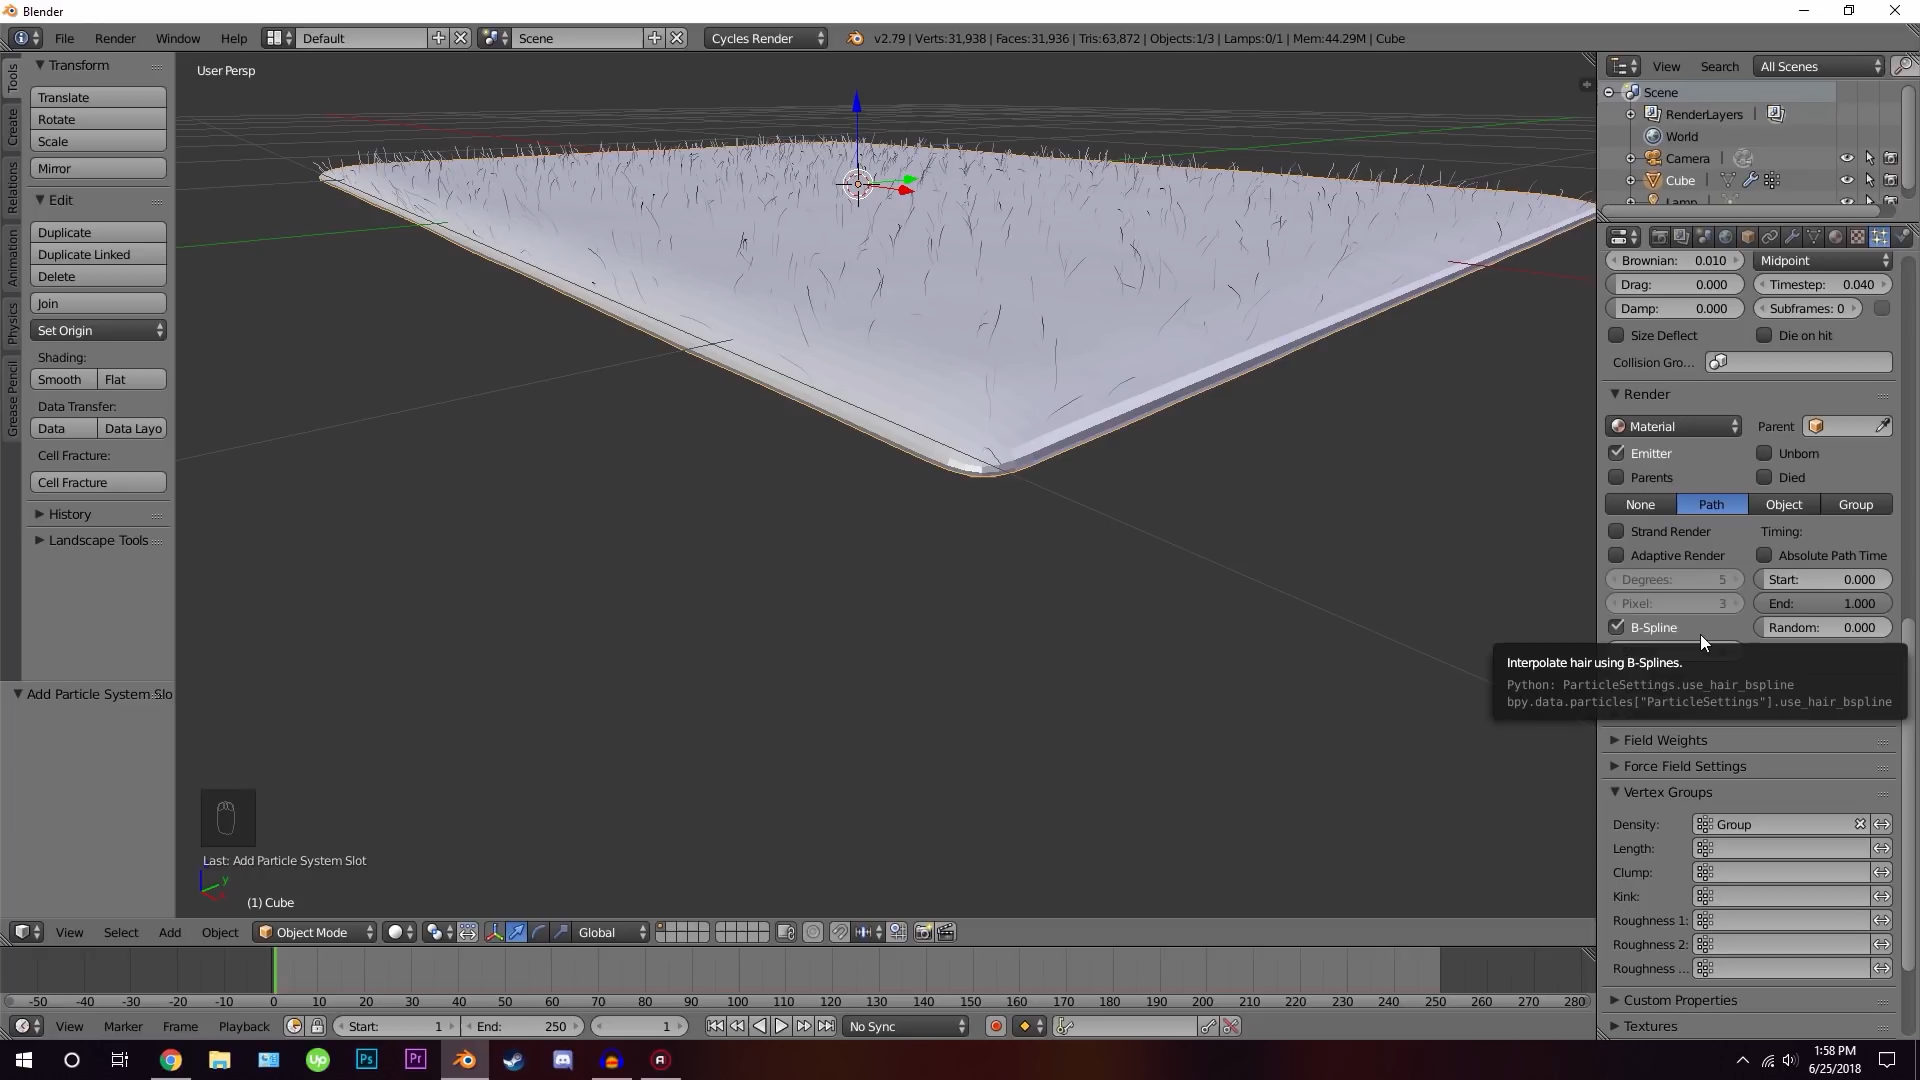 Blender
File Render Window Help Default Scene Cycles Render v2.79 | Verts:31,938 | Faces:31,936 | Tris:63,872 | Objects:1/3 | Lamps:0/1 | Mem:44.29M | Cube
Tools
Create
Relations
Animation
Physics
Grease Pencil
Transform
Translate
Rotate
Scale
Mirror
Edit
Duplicate
Duplicate Linked
Delete
Join
Set Origin
Shading:
Smooth Flat
Data Transfer:
Data Data Layo
Cell Fracture:
Cell Fracture
History
Landscape Tools
Add Particle System Slo
User Persp
Last: Add Particle System Slot
y
(1) Cube
View Search All Scenes
Scene
RenderLayers
World
Camera
Cube
Lamp
Brownian: 0.010 Midpoint
Drag: 0.000 Timestep: 0.040
Damp: 0.000 Subframes: 0
Size Deflect Die on hit
Collision Gro...
Render
Material Parent
Emitter Unborn
Parents Died
None Path Object Group
Strand Render Timing:
Adaptive Render Absolute Path Time
Degrees: 5 Start: 0.000
Pixel: 3 End: 1.000
B-Spline Random: 0.000
Interpolate hair using B-Splines.
Python: ParticleSettings.use_hair_bspline
bpy.data.particles["ParticleSettings"].use_hair_bspline
Field Weights
Force Field Settings
Vertex Groups
Density: Group
Length:
Clump:
Kink:
Roughness 1:
Roughness 2:
Roughness ...
Custom Properties
Textures
View Select Add Object Object Mode Global
-50 -40 -30 -20 -10 0 10 20 30 40 50 60 70 80 90 100 110 120 130 140 150 160 170 180 190 200 210 220 230 240 250 260 270 280
View Marker Frame Playback Start: 1 End: 250 1 No Sync
Up Ps Pr
1:58 PM
6/25/2018